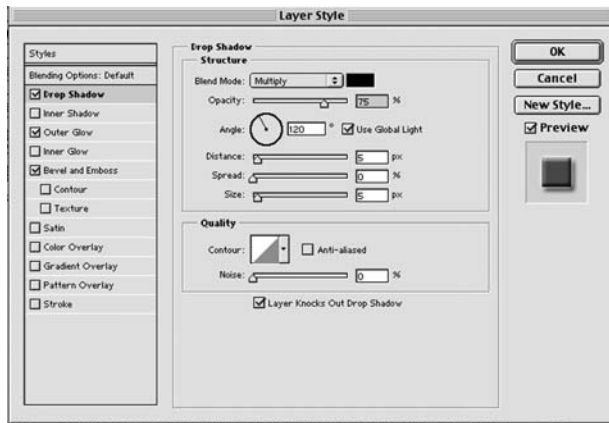 Layer Style
Styles
Blending Options: Default
Drop Shadow
Inner Shadow
Outer Glow
Inner Glow
Bevel and Emboss
Contour
Texture
Satin
Color Overlay
Gradient Overlay
Pattern Overlay
Stroke
Drop Shadow
Structure
Blend Mode: Multiply
Opacity: 75 %
Angle: 120 ° Use Global Light
Distance: 5 px
Spread: 0 %
Size: 5 px
Quality
Contour: Anti-aliased
Noise: 0 %
Layer Knocks Out Drop Shadow
OK
Cancel
New Style...
Preview